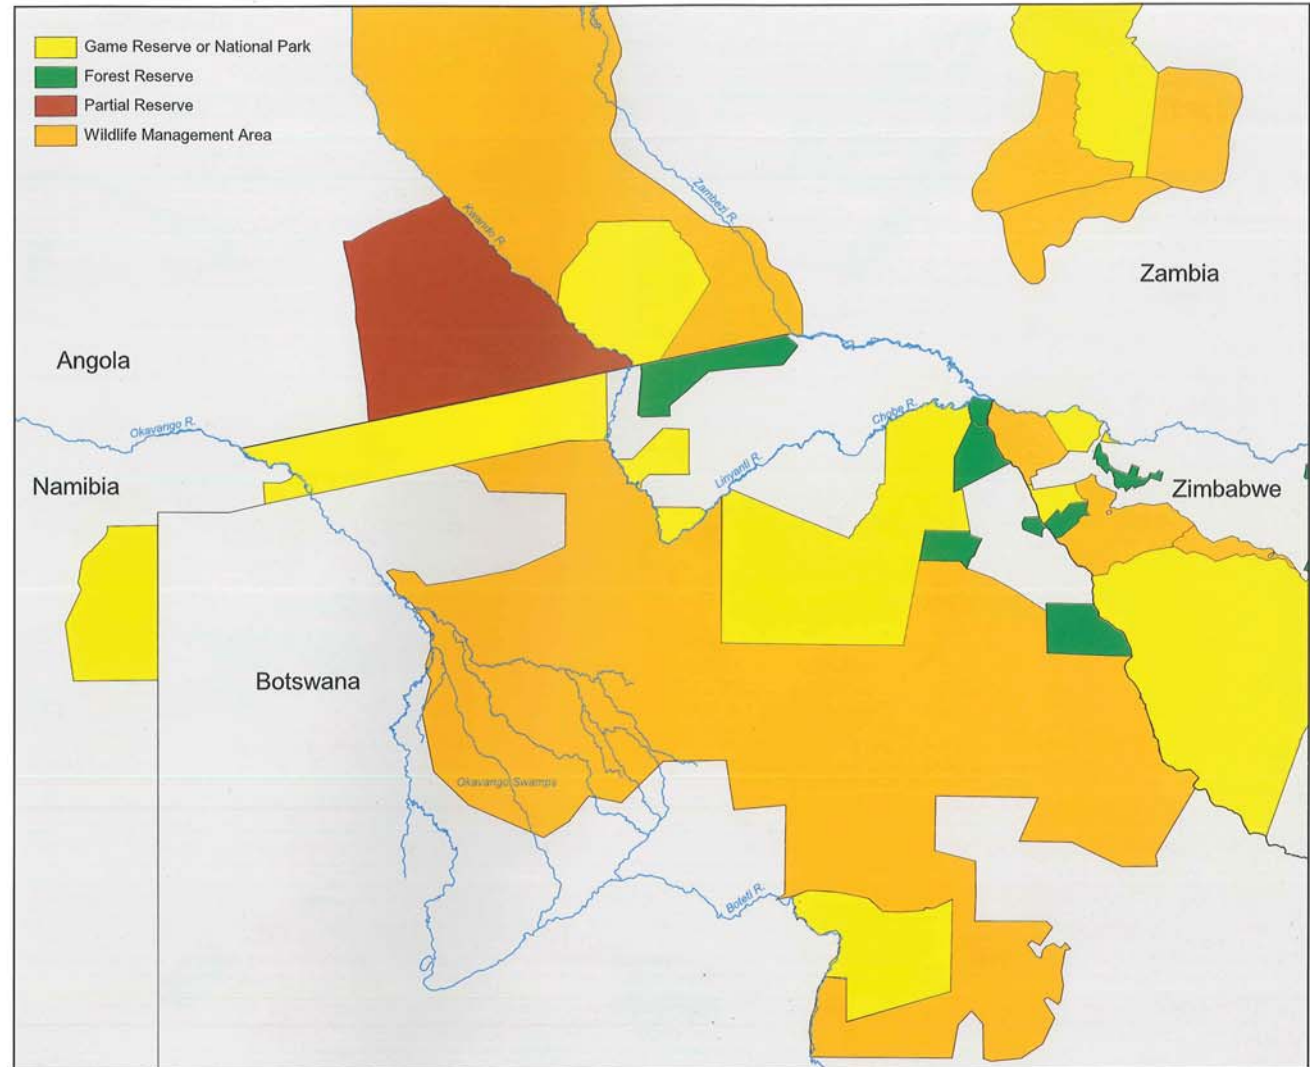 Game Reserve or National Park
Forest Reserve
Partial Reserve
Wildlife Management Area
Kwando R.
Zambezi R.
Zambia
Angola
Okavango R.
Chobe R.
Linyanti R.
Namibia
Zimbabwe
Botswana
Okavango Swamps
Boteti R.